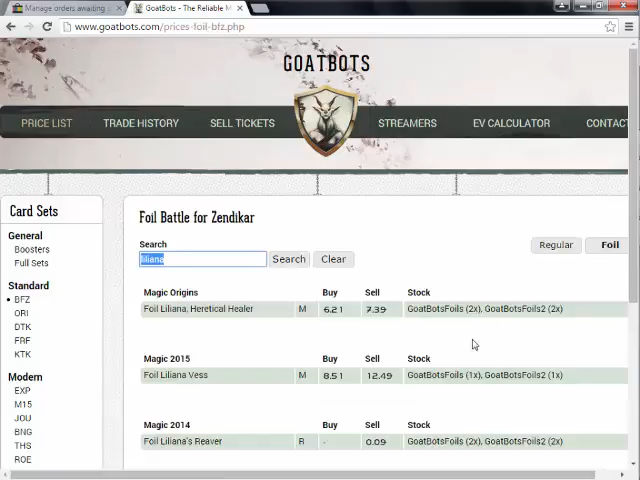 Manage orders awaiting
GoatBots - The Reliable M
www.goatbots.com/prices-foil-bfz.php
GOATBOTS
PRICE LIST TRADE HISTORY SELL TICKETS STREAMERS EV CALCULATOR CONTACT
Card Sets
General
Boosters
Full Sets
Standard
BFZ
ORI
DTK
FRF
KTK
Modern
EXP
M15
JOU
BNG
THS
ROE
Foil Battle for Zendikar
Search
Regular Foil
liliana Search Clear
Magic Origins Buy Sell Stock
Foil Liliana, Heretical Healer M 6.21 7.39 GoatBotsFoils (2x), GoatBotsFoils2 (2x)
Magic 2015 Buy Sell Stock
Foil Liliana Vess M 8.51 12.49 GoatBotsFoils (1x), GoatBotsFoils2 (1x)
Magic 2014 Buy Sell Stock
Foil Liliana's Reaver R - 0.09 GoatBotsFoils (2x), GoatBotsFoils2 (2x)